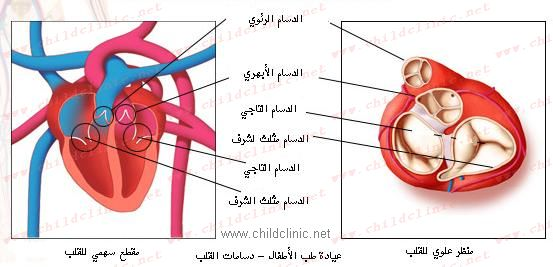 الدسام الرئوي
الدسام الأبهري
الدسام التاجي
الدسام مثلث لشرف
الدسام التاجي
الدسام مثلث الشرف
www.childclinic.net
مقطع سهمي للقلب
عيادة طب الأطفال – دسامات القلب
منظر علوي للقلب